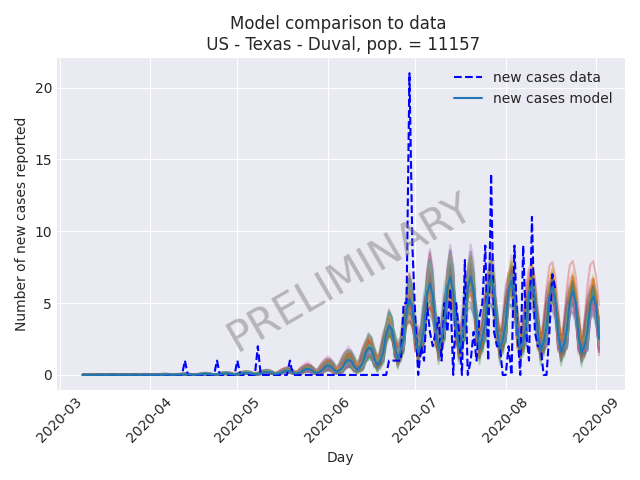 Model comparison to data
US - Texas - Duval, pop. = 11157
new cases data
new cases model
Number of new cases reported
20
15
10
5
0
PRELIMINARY
2020-03
2020-04
2020-05
2020-06
2020-07
2020-08
2020-09
Day